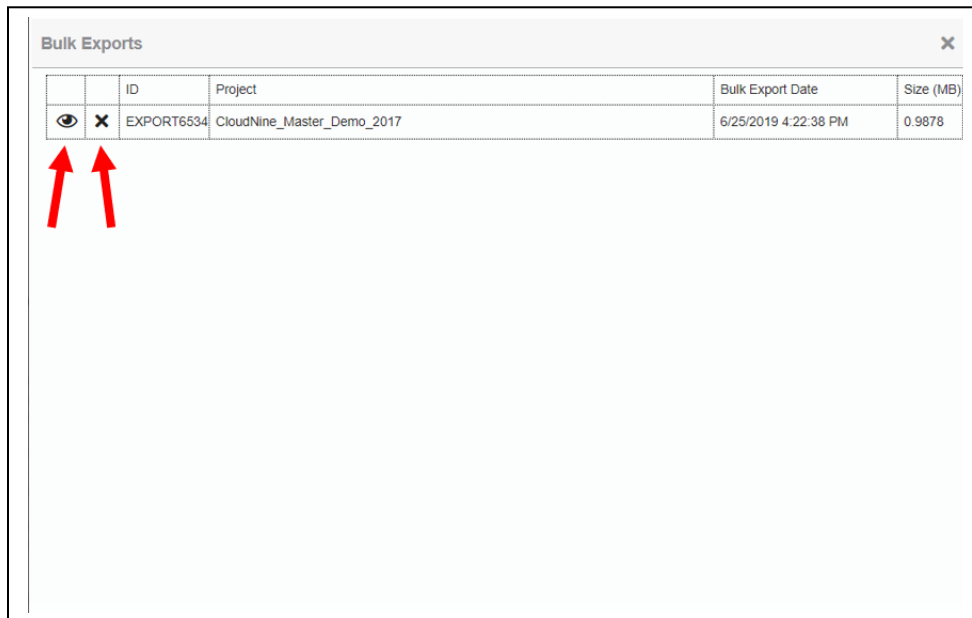 Bulk Exports
ID Project Bulk Export Date Size (MB)
EXPORT6534 CloudNine_Master_Demo_2017 6/25/2019 4:22:38 PM 0.9878